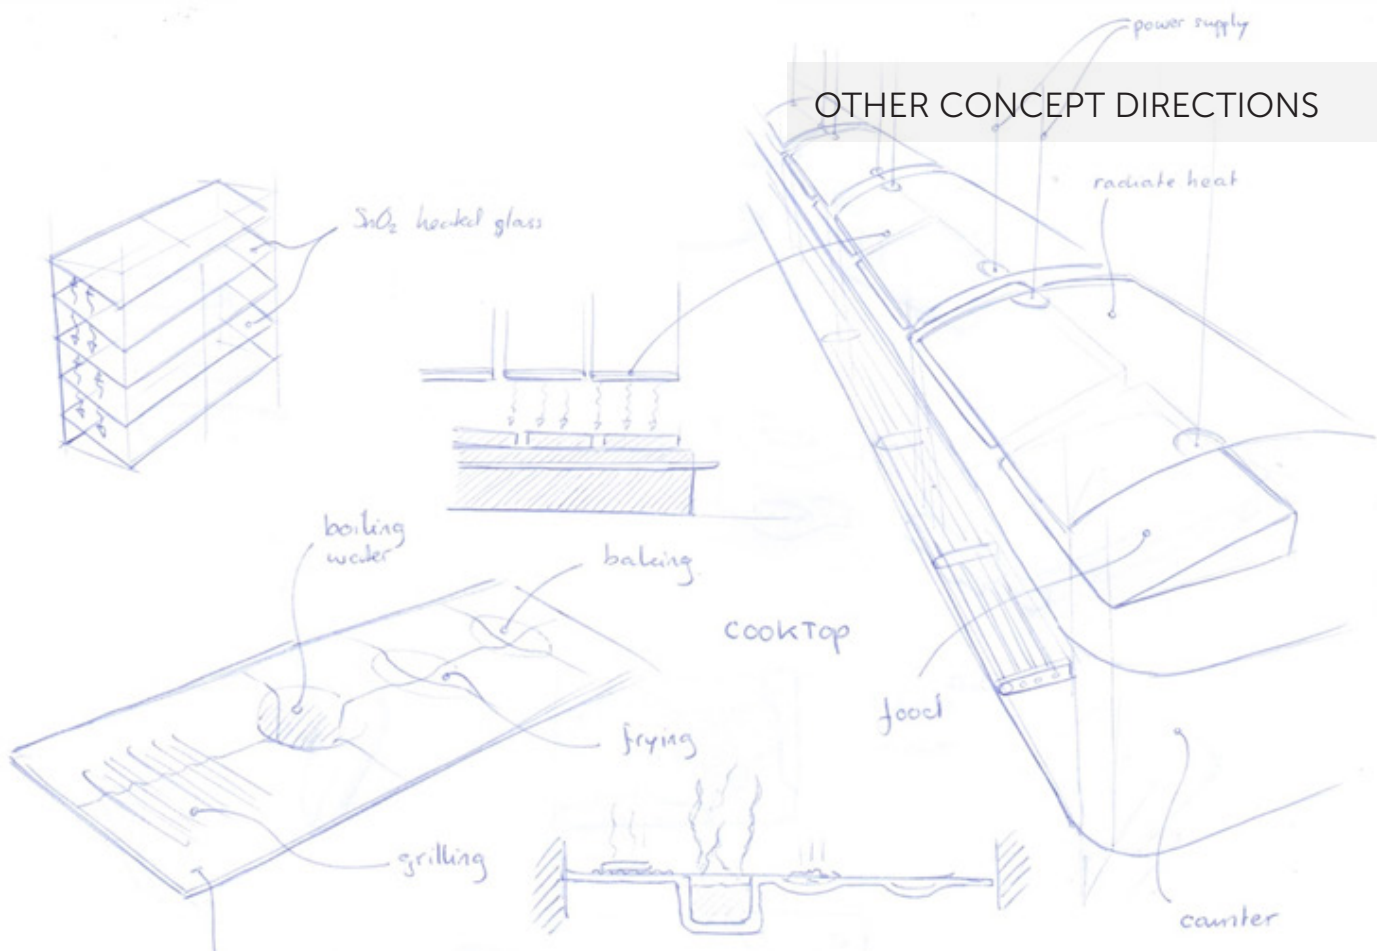 power supply
OTHER CONCEPT DIRECTIONS
radiate heat
SnO₂ heated glass
boiling
water
baking
COOKTOP
food
frying
grilling
counter